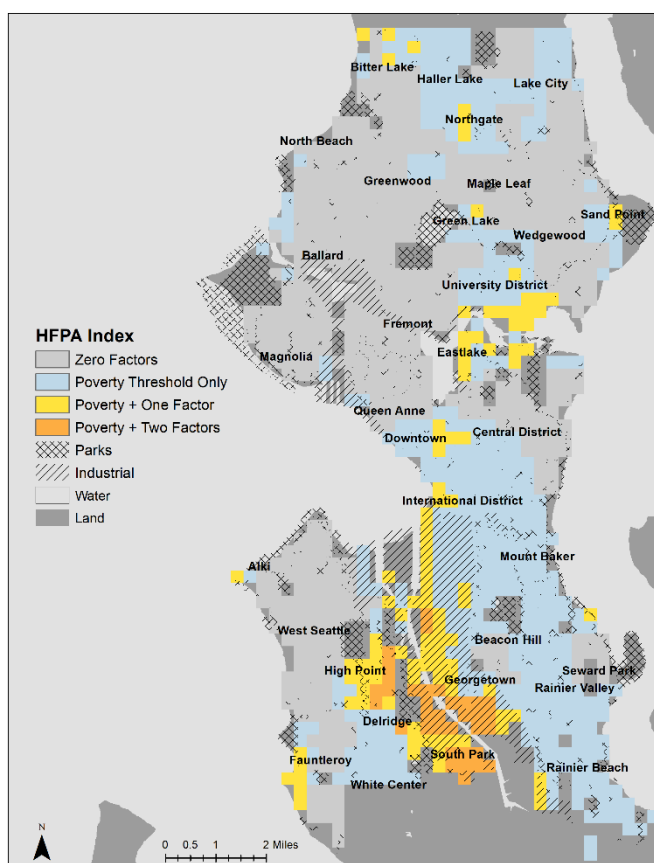 Bitter Lake
Haller Lake
Lake City
Northgate
North Beach
Greenwood
Maple Leaf
Green Lake
Sand Point
Wedgewood
Ballard
University District
HFPA Index
Zero Factors
Poverty Threshold Only
Poverty + One Factor
Poverty + Two Factors
Parks
Industrial
Water
Land
Fremont
Magnolia
Eastlake
Queen Anne
Downtown
Central District
International District
Mount Baker
Alki
West Seattle
Beacon Hill
High Point
Georgetown
Seward Park
Rainier Valley
Delridge
South Park
Fauntleroy
Rainier Beach
White Center
N
0 0.5 1 2 Miles